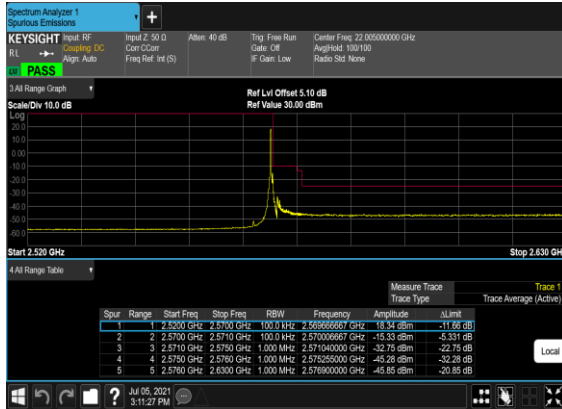 Spectrum Analyzer 1
Spurious Emissions
KEYSIGHT Input: RF Input Z: 50 Ω Atten: 40 dB Trig: Free Run Center Freq: 22.005000000 GHz
RL Coupling: DC Corr CCorr Gate: Off Avg|Hold: 100/100
Align: Auto Freq Ref: Int (S) IF Gain: Low Radio Std: None
PASS
3 All Range Graph
Ref Lvl Offset 5.10 dB
Scale/Div 10.0 dB Ref Value 30.00 dBm
Log
20.0
10.0
0.00
-10.0
-20.0
-30.0
-40.0
-50.0
-60.0
Start 2.520 GHz Stop 2.630 GH
4 All Range Table
Measure Trace Trace 1
Trace Type Trace Average (Active)
Spur Range Start Freq Stop Freq RBW Frequency Amplitude ΔLimit
1 1 2.5200 GHz 2.5700 GHz 100.0 kHz 2.569666667 GHz 18.34 dBm -11.66 dB
2 2 2.5700 GHz 2.5710 GHz 100.0 kHz 2.570006667 GHz -15.33 dBm -5.331 dB
3 3 2.5710 GHz 2.5750 GHz 1.000 MHz 2.571040000 GHz -32.75 dBm -22.75 dB
4 4 2.5750 GHz 2.5760 GHz 1.000 MHz 2.575255000 GHz -45.28 dBm -32.28 dB
5 5 2.5760 GHz 2.6300 GHz 1.000 MHz 2.576900000 GHz -45.85 dBm -20.85 dB
Local
Jul 05, 2021
3:11:27 PM